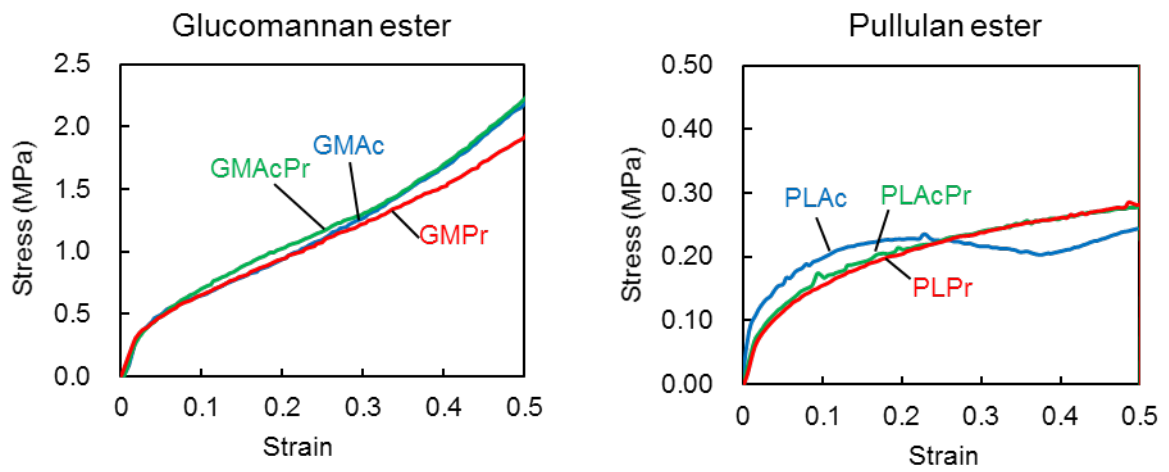 Glucomannan ester
Stress (MPa)
2.5
2.0
1.5
1.0
0.5
0.0
GMAcPr
GMAc
GMPr
0
0.1
0.2
0.3
0.4
0.5
Strain
Pullulan ester
Stress (MPa)
0.50
0.40
0.30
0.20
0.10
0.00
PLAc
PLAcPr
PLPr
0
0.1
0.2
0.3
0.4
0.5
Strain